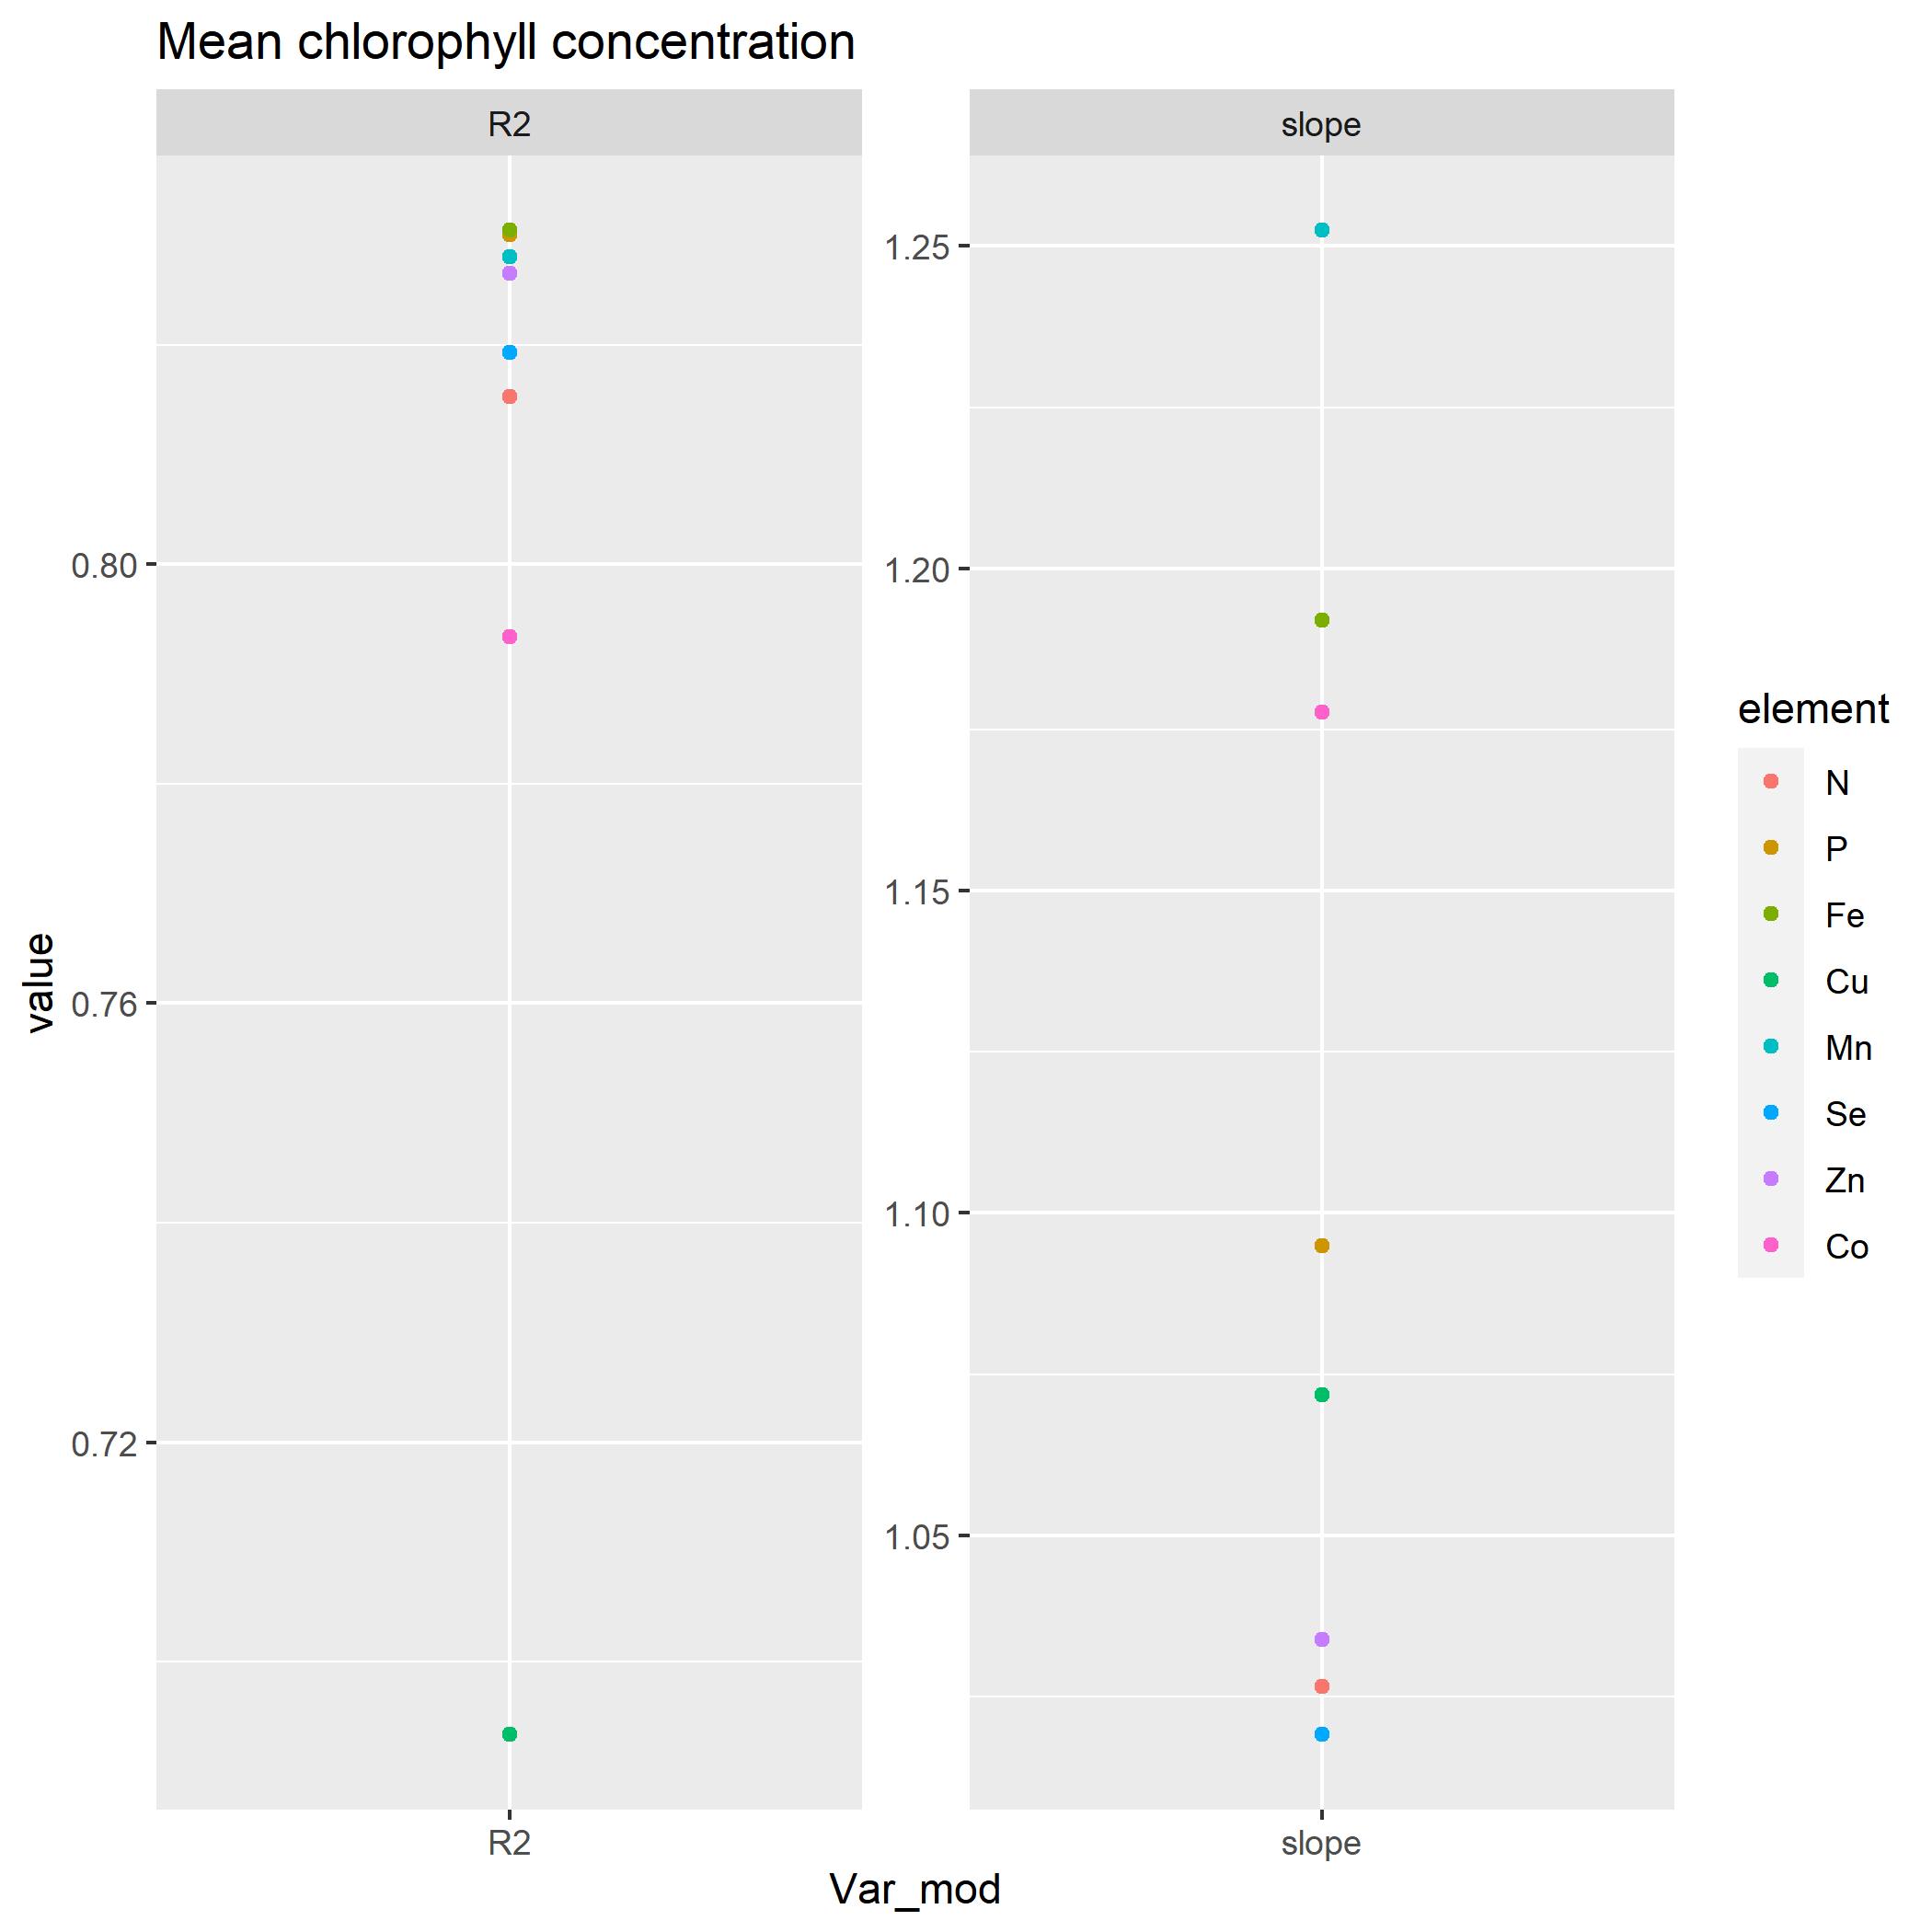 Mean chlorophyll concentration
R2
slope
value
0.80
0.76
0.72
1.25
1.20
1.15
1.10
1.05
R2
slope
Var_mod
element
N
P
Fe
Cu
Mn
Se
Zn
Co